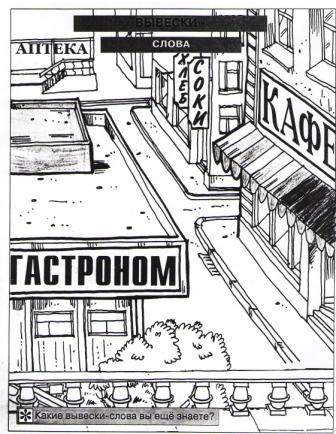 ВЫВЕСКИ
СЛОВА
АПТЕКА
ХЛЕБ
СОКИ
КАФЕ
ГАСТРОНОМ
Какие вывески-слова вы ещё знаете?